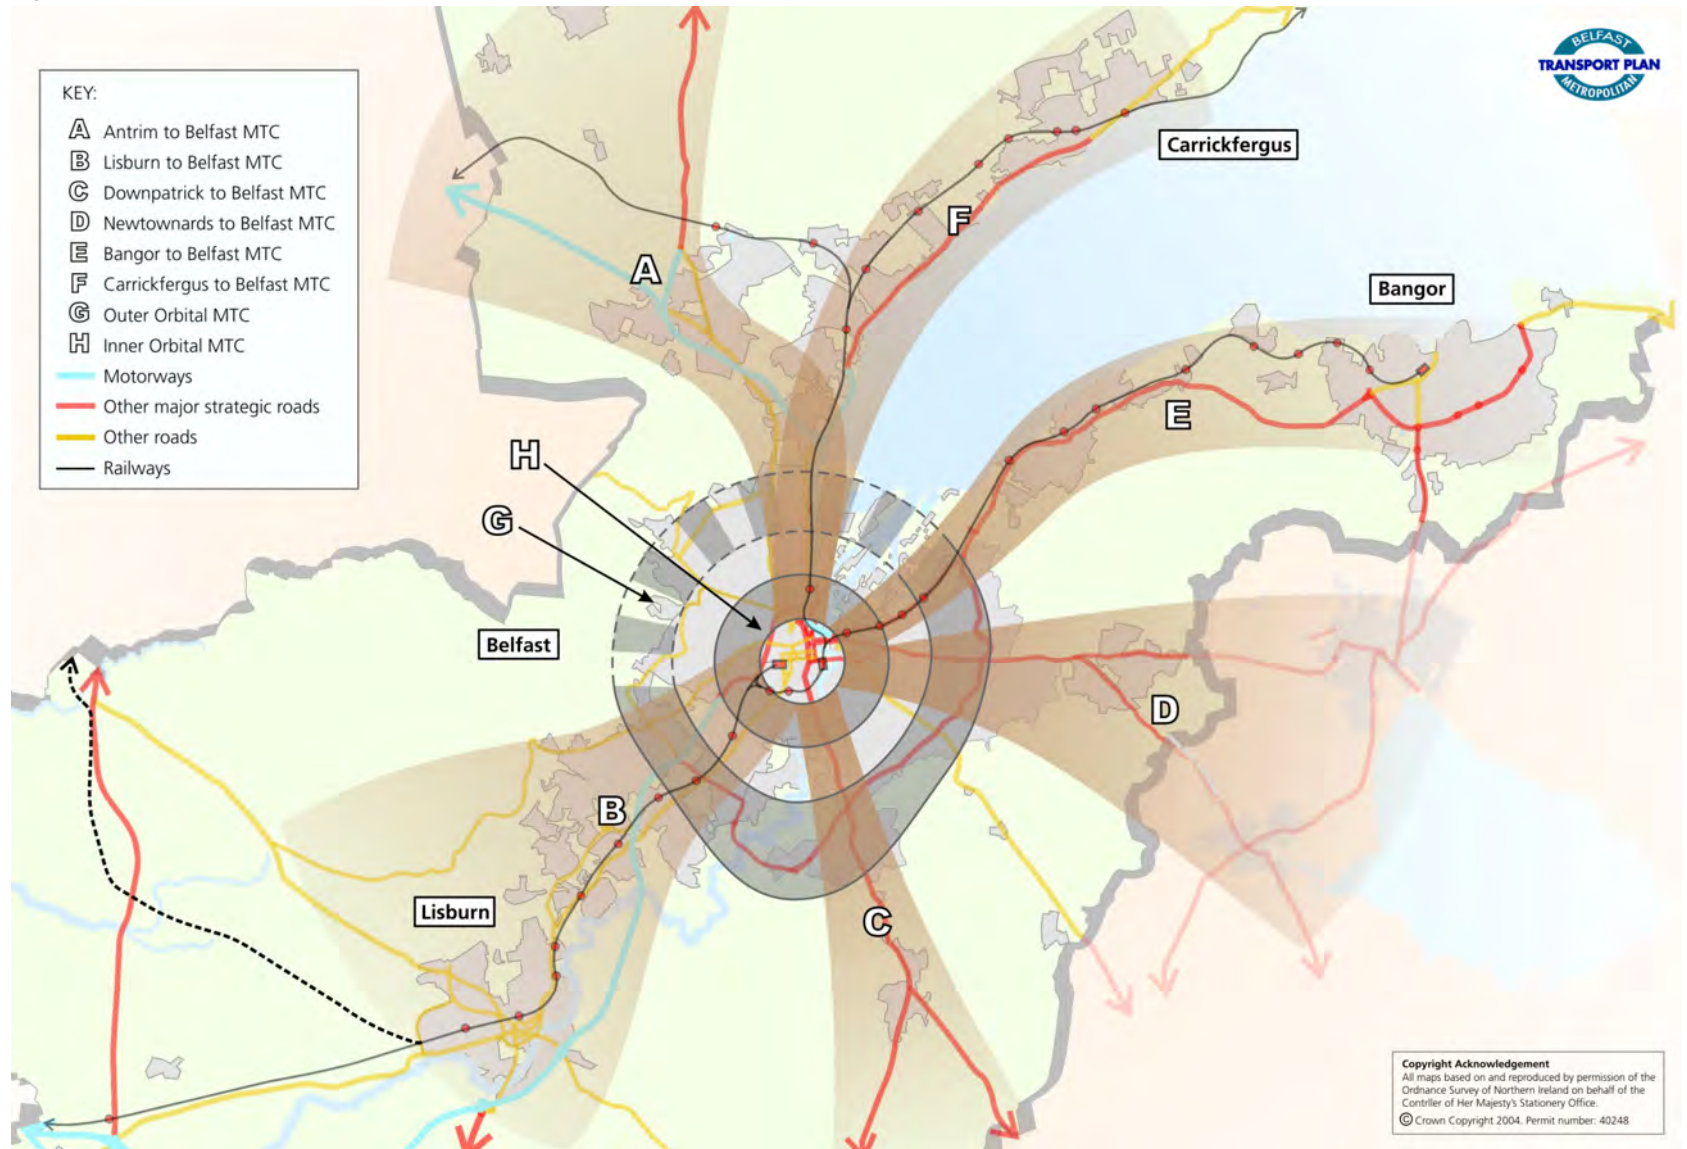 BELFAST
TRANSPORT PLAN
METROPOLITAN
KEY:
A Antrim to Belfast MTC
B Lisburn to Belfast MTC
C Downpatrick to Belfast MTC
D Newtownards to Belfast MTC
E Bangor to Belfast MTC
F Carrickfergus to Belfast MTC
G Outer Orbital MTC
H Inner Orbital MTC
Motorways
Other major strategic roads
Other roads
Railways
Carrickfergus
F
A
Bangor
E
H
G
Belfast
D
B
Lisburn
C
Copyright Acknowledgement
All maps based on and reproduced by permission of the
Ordnance Survey of Northern Ireland on behalf of the
Contrller of Her Majesty's Stationery Office.
© Crown Copyright 2004. Permit number: 40248